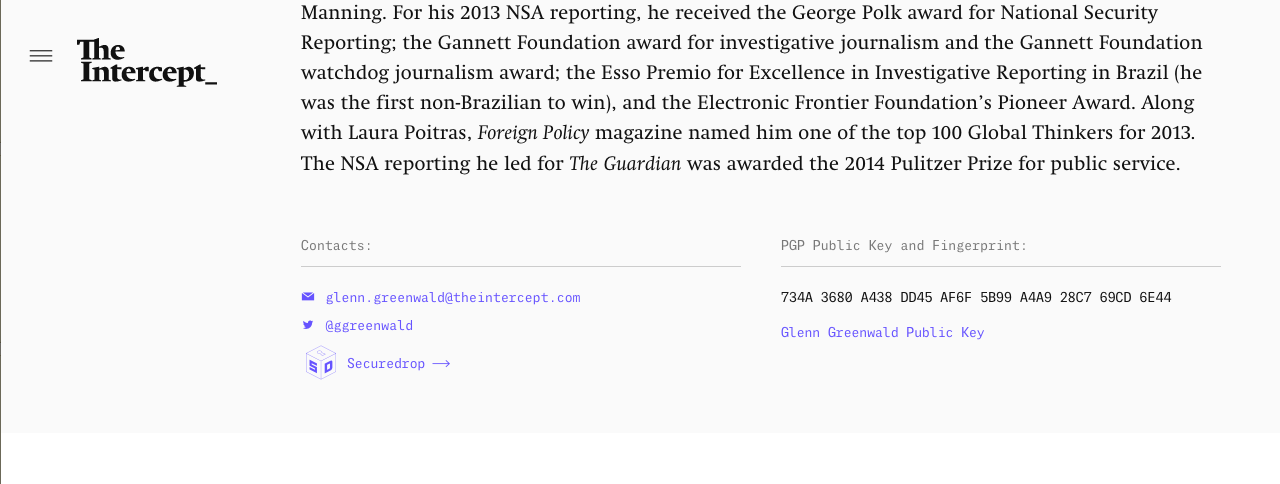 Manning. For his 2013 NSA reporting, he received the George Polk award for National Security
Reporting; the Gannett Foundation award for investigative journalism and the Gannett Foundation
watchdog journalism award; the Esso Premio for Excellence in Investigative Reporting in Brazil (he
was the first non-Brazilian to win), and the Electronic Frontier Foundation’s Pioneer Award. Along
with Laura Poitras, Foreign Policy magazine named him one of the top 100 Global Thinkers for 2013.
The NSA reporting he led for The Guardian was awarded the 2014 Pulitzer Prize for public service.
The
Intercept_
Contacts:
glenn.greenwald@theintercept.com
@ggreenwald
SD
Securedrop ⟶
PGP Public Key and Fingerprint:
734A 3680 A438 DD45 AF6F 5B99 A4A9 28C7 69CD 6E44
Glenn Greenwald Public Key